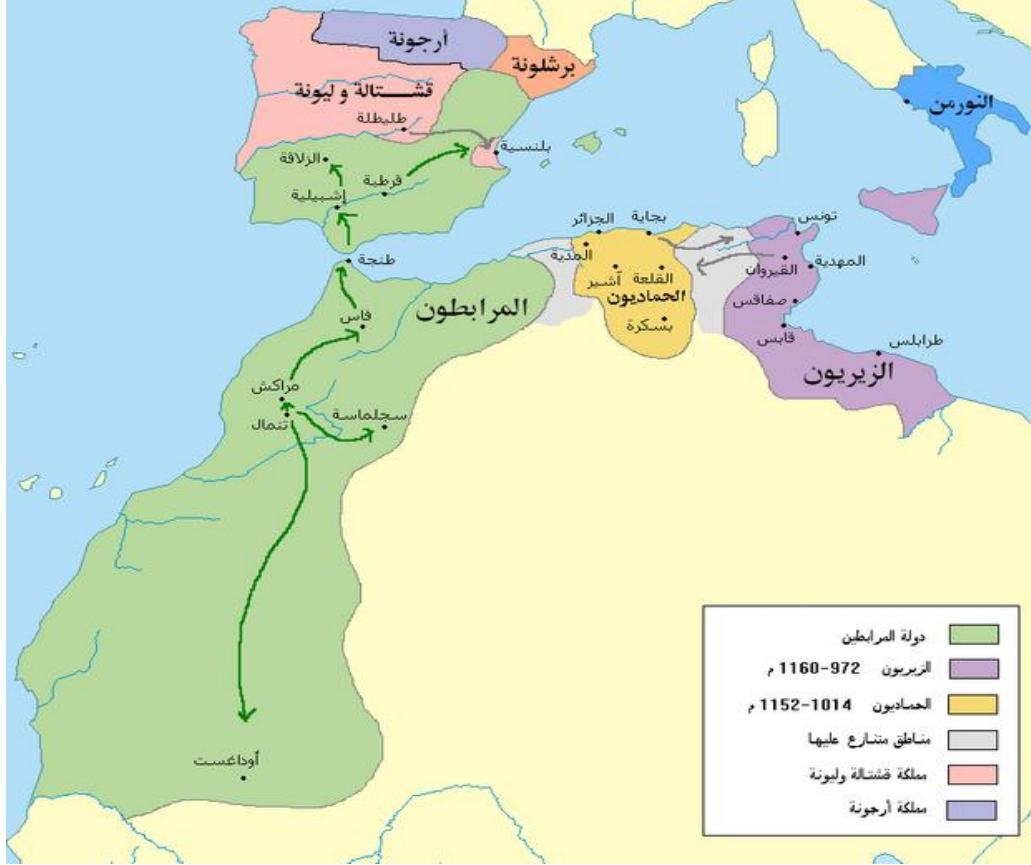 أرجونة
برشلونة
قشتالة وليونة
النورمن
طليطلة
بلنسية
الزلاقة
قرطبة
إشبيلية
طنجة
الجزائر
بجاية
تونس
المدية
المهدية
القيروان
آشير
القلعة
الحماديون
المرابطون
صفاقس
بسكرة
فاس
قابس
طرابلس
الزيريون
مراكش
سجلماسة
تنمال
أوداغست
دولة المرابطين
الزيريون 972-1160 م
الحماديون 1014-1152 م
مناطق متنازع عليها
مملكة قشتالة وليونة
مملكة أرجونة